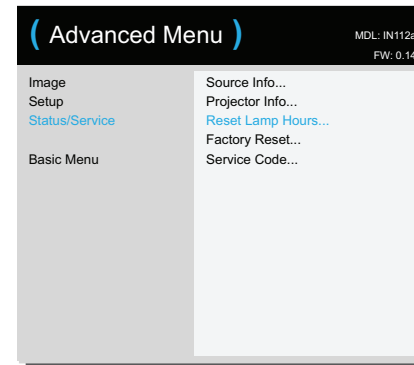 ( Advanced Menu )
MDL: IN112a
FW: 0.14
Image
Setup
Status/Service
Basic Menu
Source Info...
Projector Info...
Reset Lamp Hours...
Factory Reset...
Service Code...